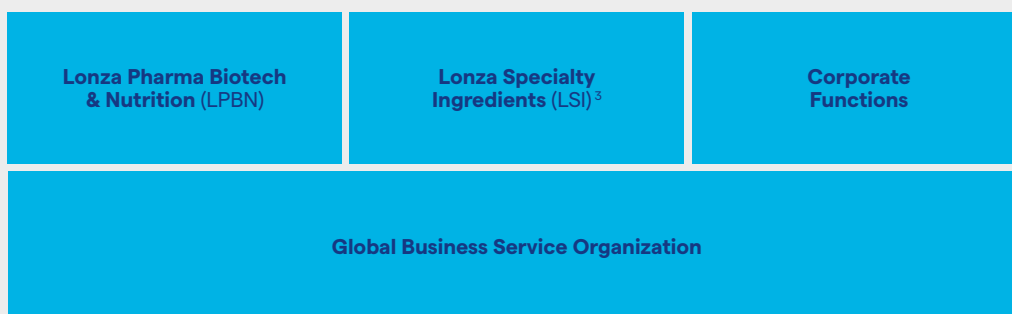 Lonza Pharma Biotech
& Nutrition (LPBN)
Lonza Specialty
Ingredients (LSI) 3
Corporate
Functions
Global Business Service Organization